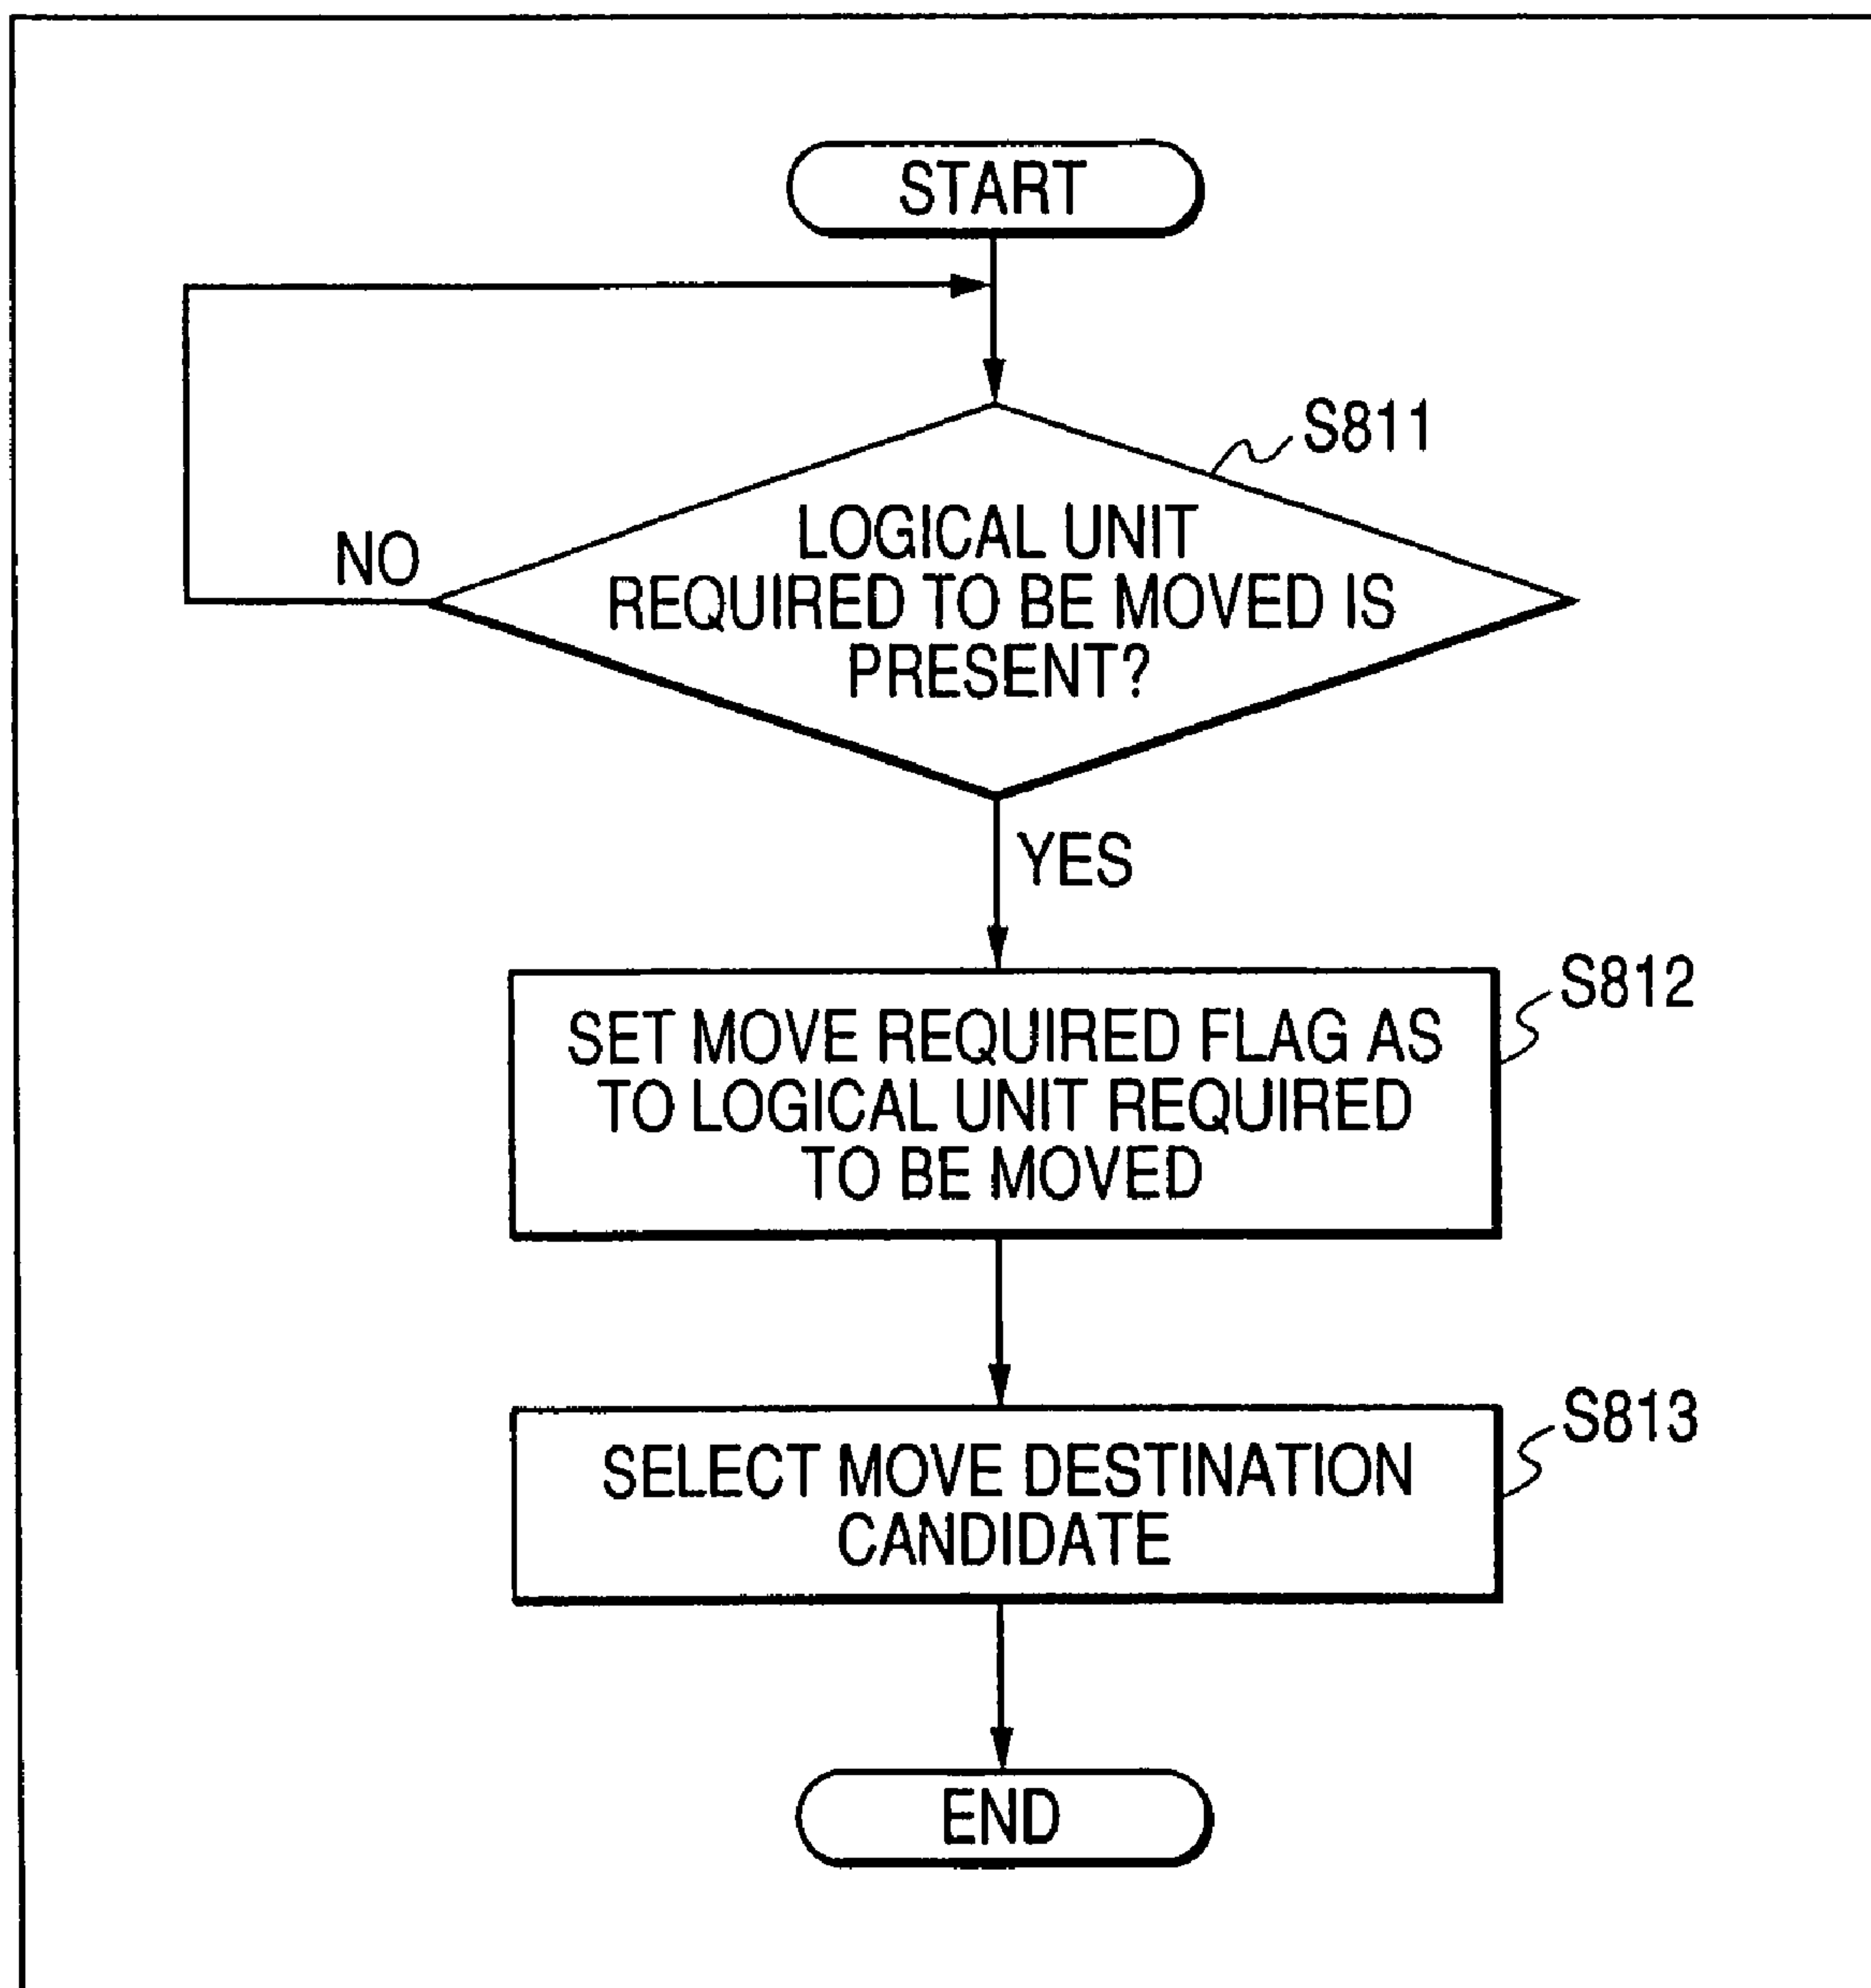 START
S811
LOGICAL UNIT
REQUIRED TO BE MOVED IS
PRESENT?
NO
YES
S812
SET MOVE REQUIRED FLAG AS
TO LOGICAL UNIT REQUIRED
TO BE MOVED
S813
SELECT MOVE DESTINATION
CANDIDATE
END